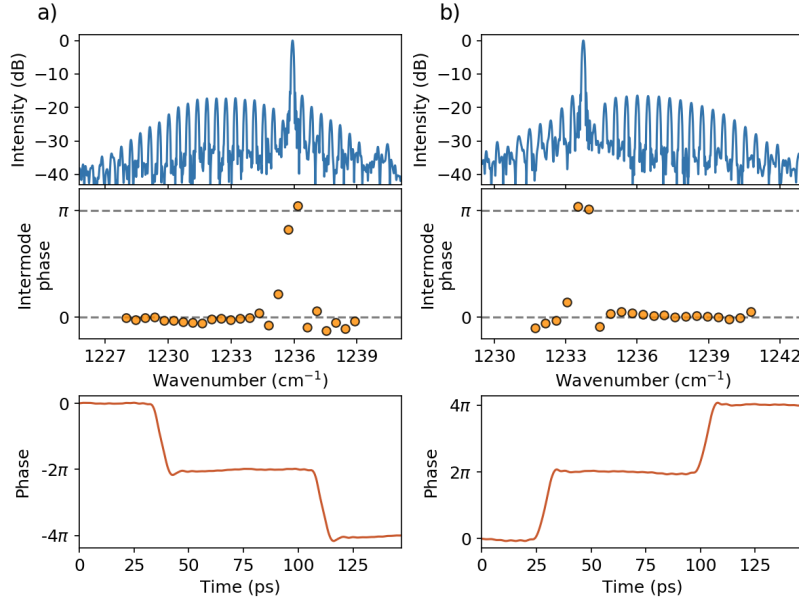 a)
b)
Intensity (dB)
0
−10
−20
−30
−40
Intensity (dB)
0
−10
−20
−30
−40
Intermode
phase
π
0
1227 1230 1233 1236 1239
Wavenumber (cm⁻¹)
Intermode
phase
π
0
1230 1233 1236 1239 1242
Wavenumber (cm⁻¹)
Phase
0
-2π
-4π
0 25 50 75 100 125
Time (ps)
Phase
4π
2π
0
0 25 50 75 100 125
Time (ps)